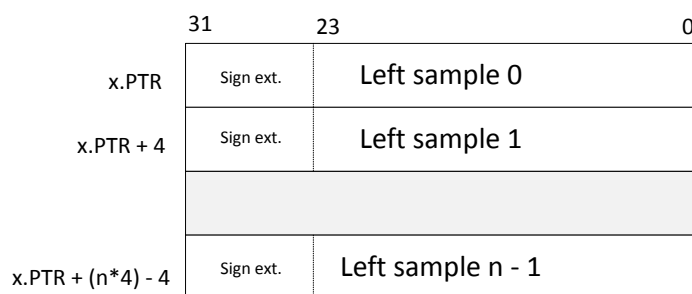 31 23 0
x.PTR Sign ext. Left sample 0
x.PTR + 4 Sign ext. Left sample 1
x.PTR + (n*4) - 4 Sign ext. Left sample n - 1